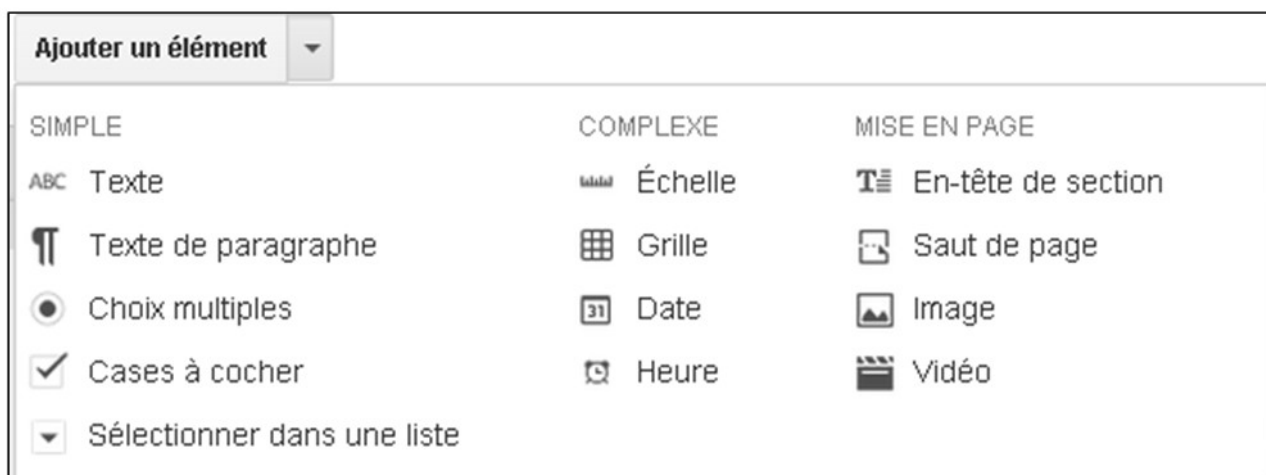 Ajouter un élément
SIMPLE
ABC Texte
Texte de paragraphe
Choix multiples
Cases à cocher
Sélectionner dans une liste
COMPLEXE
Échelle
Grille
31 Date
Heure
MISE EN PAGE
En-tête de section
Saut de page
Image
Vidéo